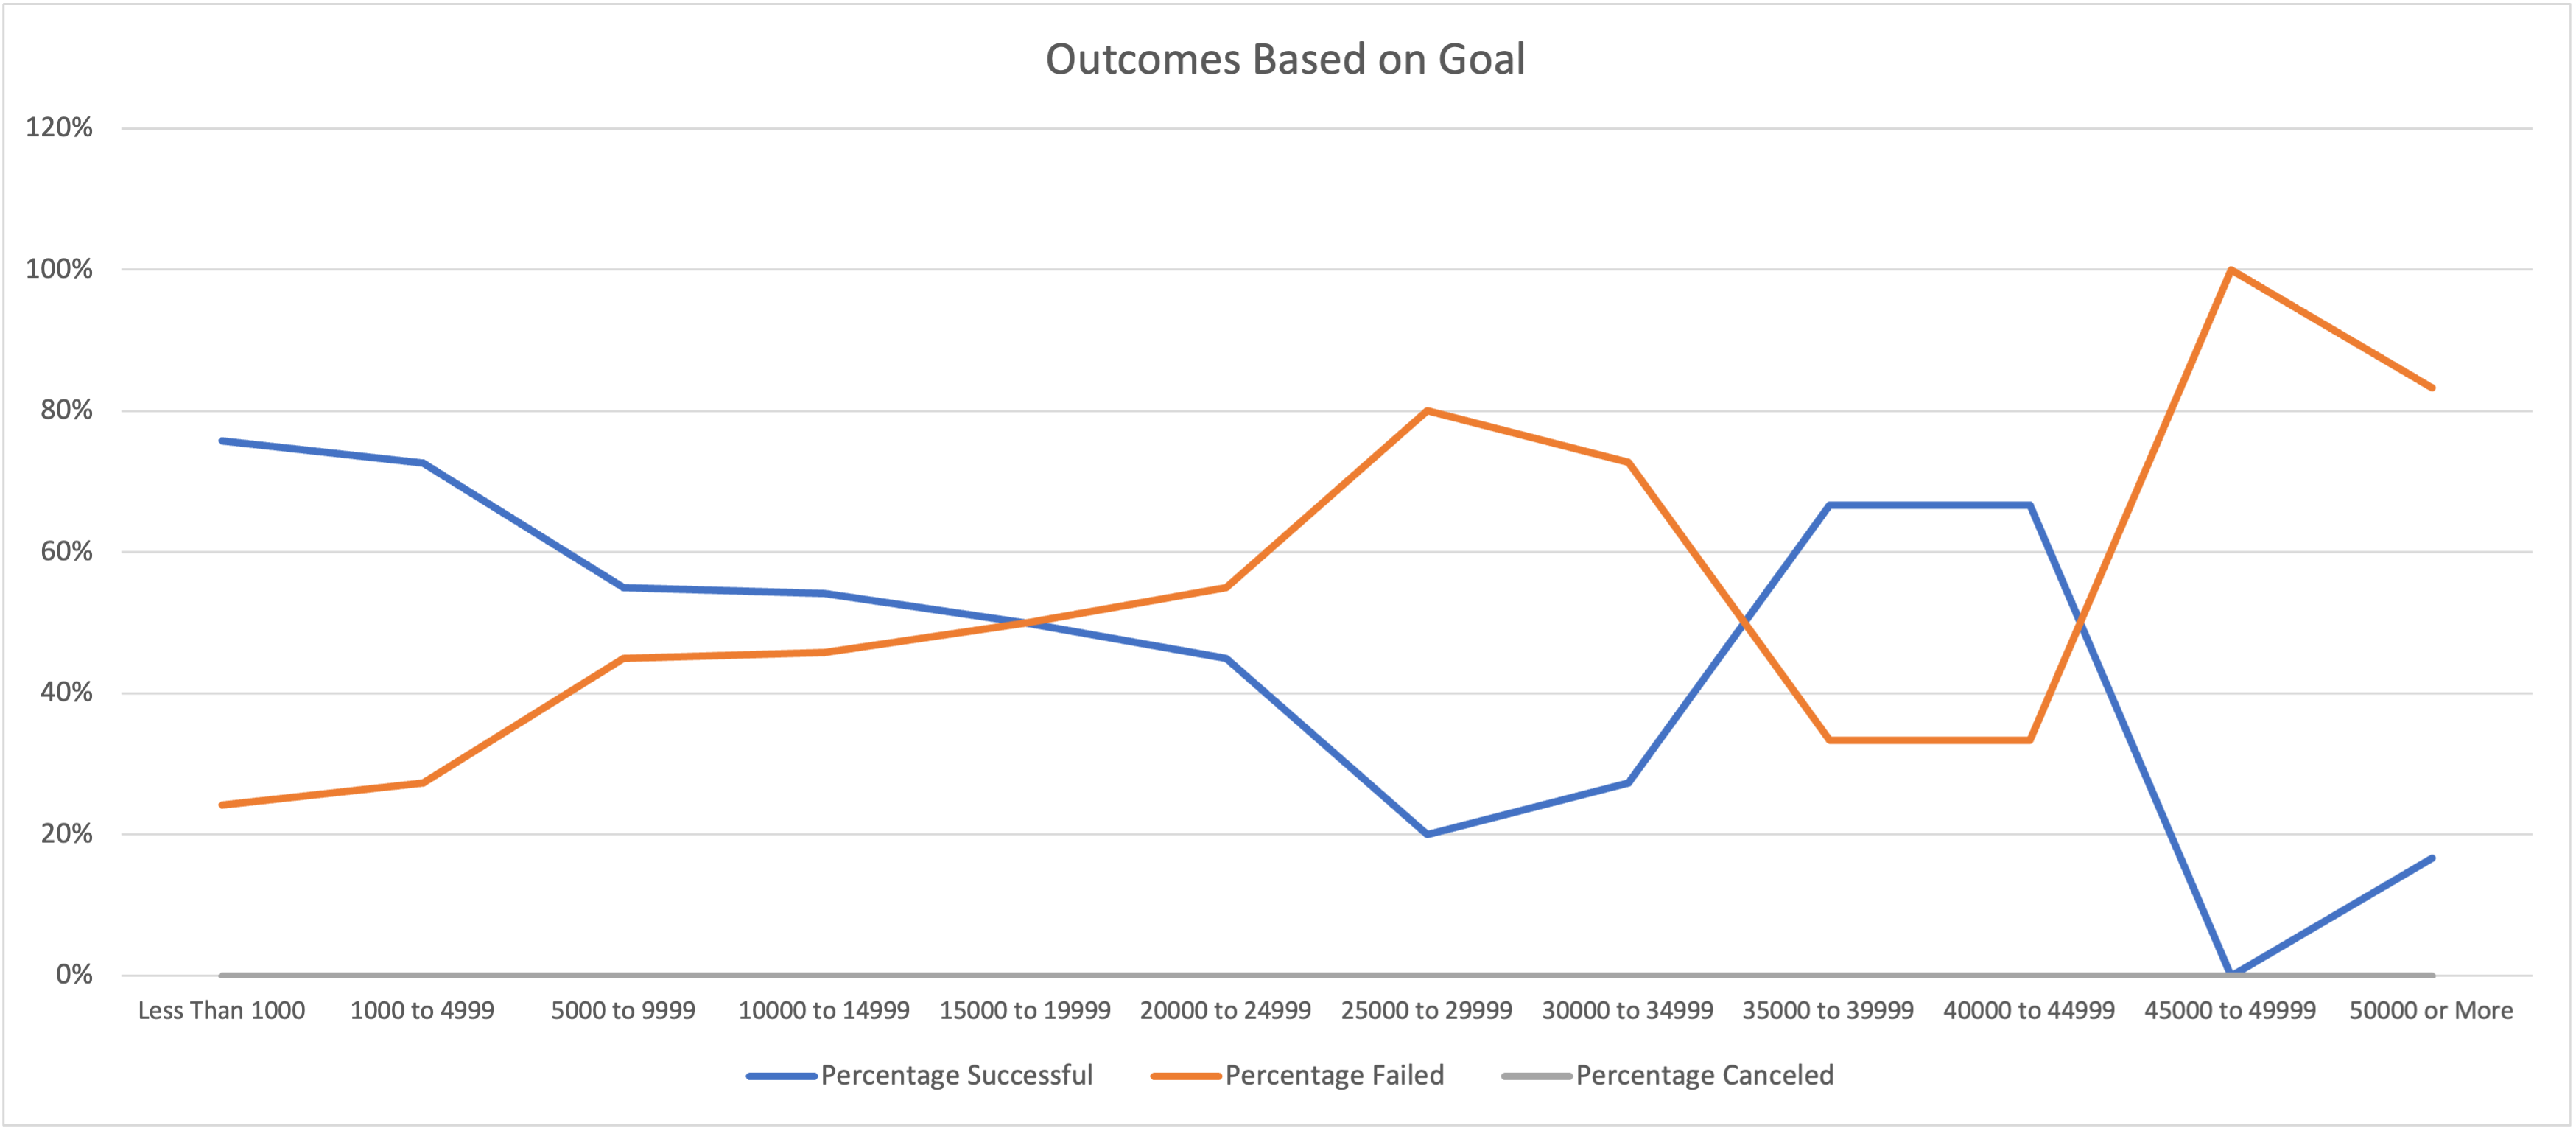 Outcomes Based on Goal
120%
100%
80%
60%
40%
20%
0%
Less Than 1000 1000 to 4999 5000 to 9999 10000 to 14999 15000 to 19999 20000 to 24999 25000 to 29999 30000 to 34999 35000 to 39999 40000 to 44999 45000 to 49999 50000 or More
Percentage Successful Percentage Failed Percentage Canceled